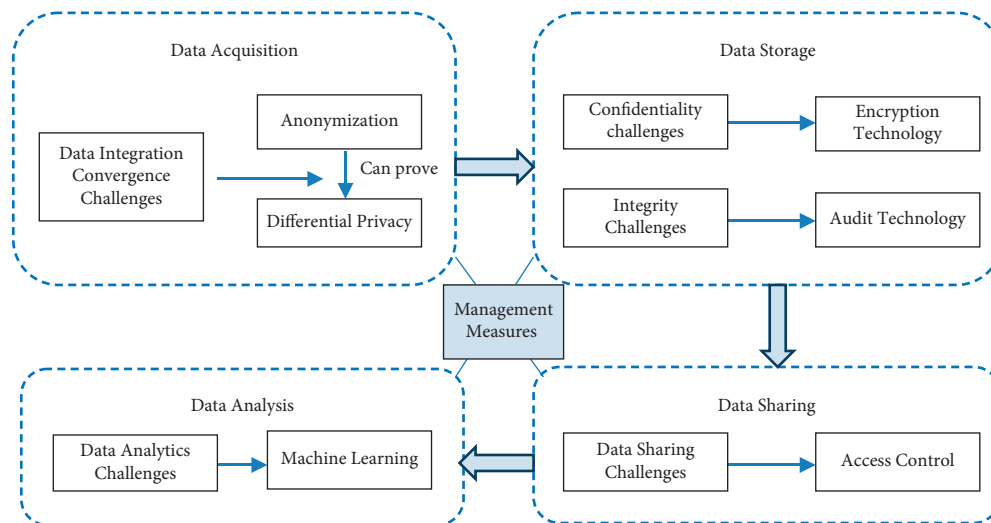 Data Acquisition
Anonymization
Data Integration
Convergence
Challenges
Can prove
Differential Privacy
Data Storage
Confidentiality
challenges
Encryption
Technology
Integrity
Challenges
Audit Technology
Management
Measures
Data Analysis
Data Analytics
Challenges
Machine Learning
Data Sharing
Data Sharing
Challenges
Access Control